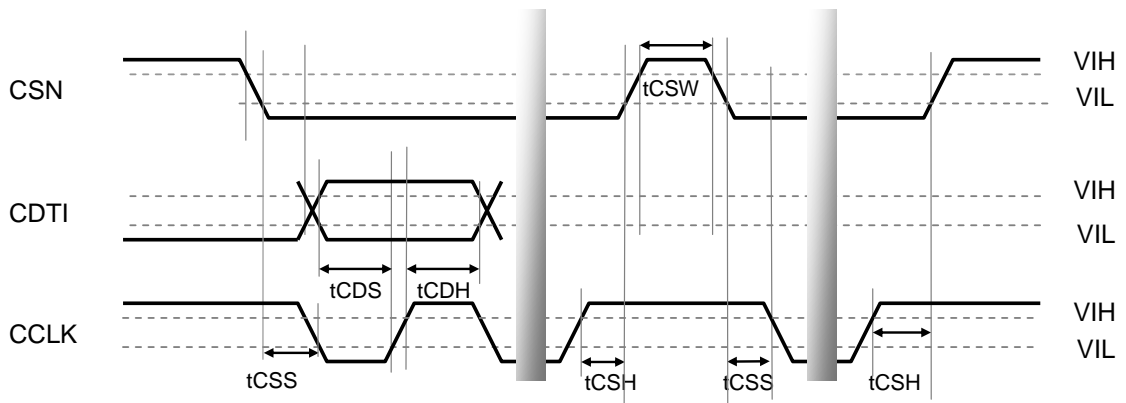 CSN
tCSW
VIH
VIL
CDTI
VIH
VIL
tCDS
tCDH
CCLK
VIH
VIL
tCSS
tCSH
tCSS
tCSH